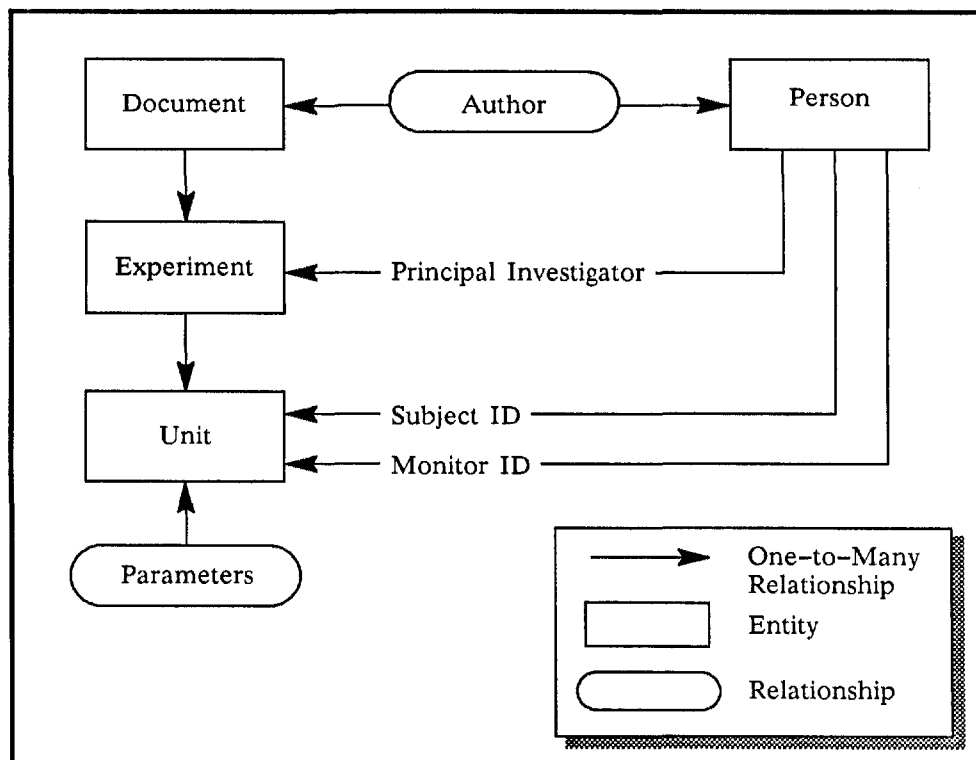 Document
Author
Person
Experiment
Principal Investigator
Unit
Subject ID
Monitor ID
Parameters
One-to-Many
Relationship
Entity
Relationship